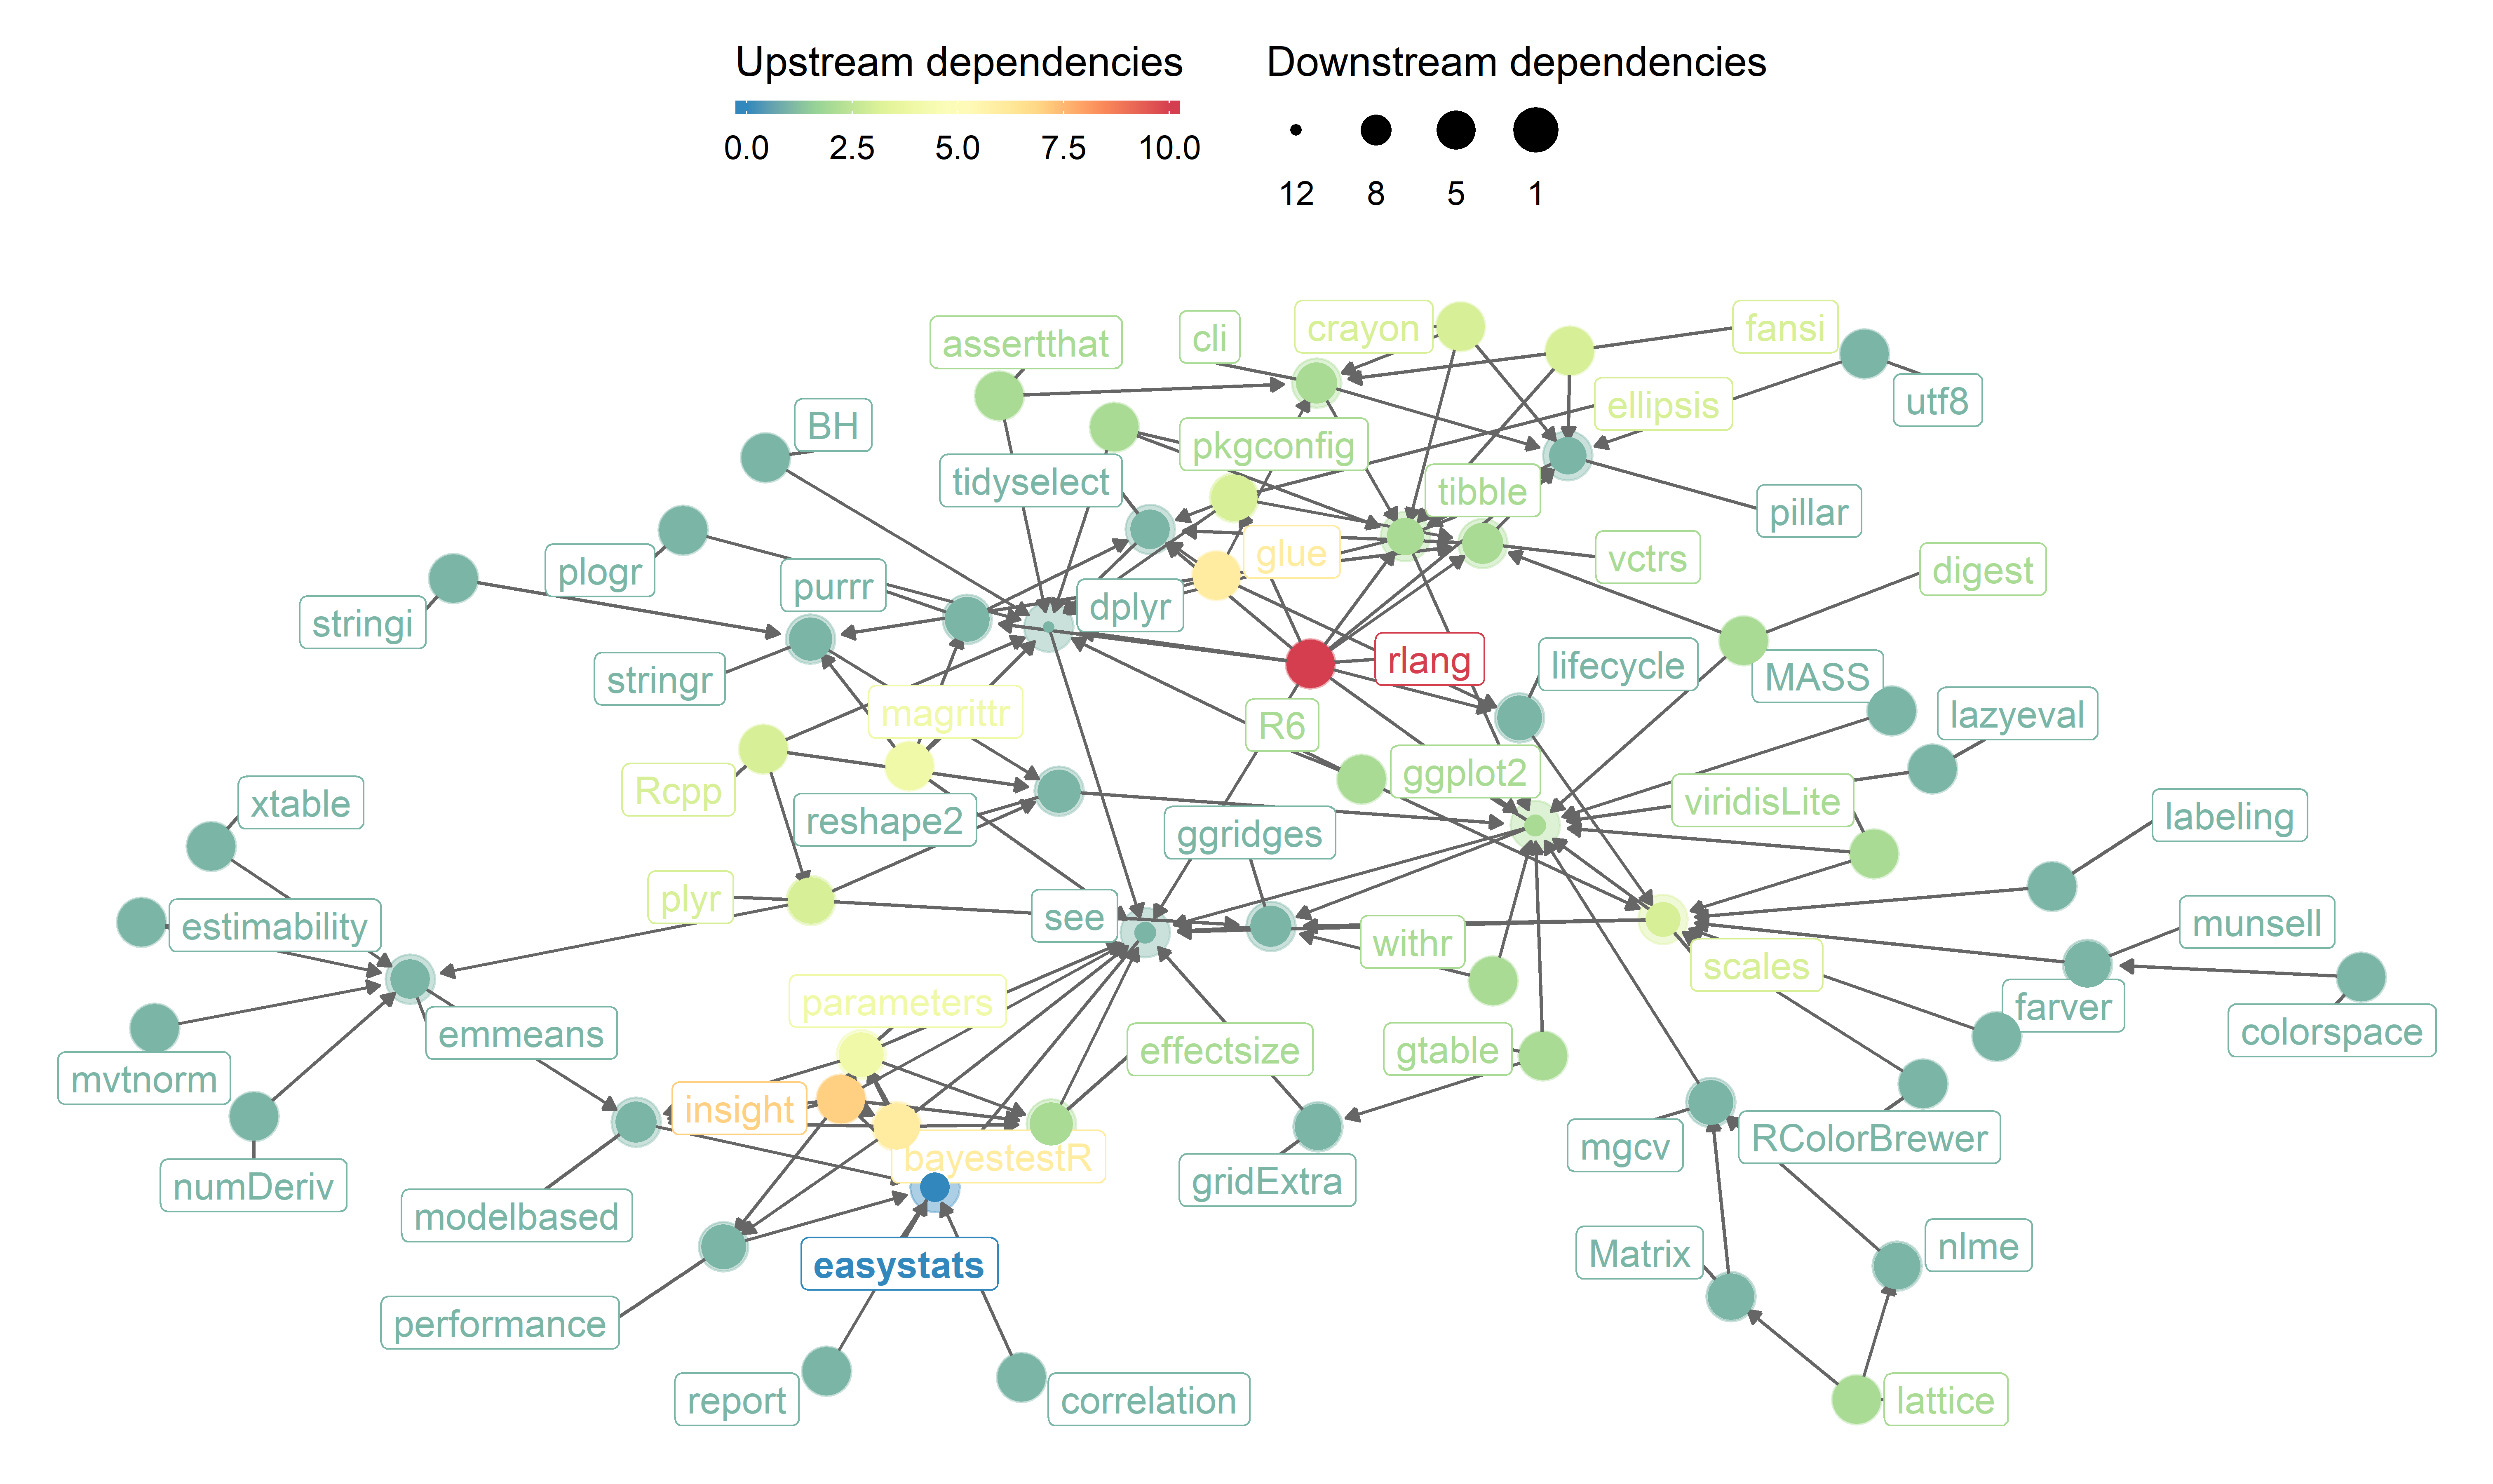 Upstream dependencies
0.0 2.5 5.0 7.5 10.0
Downstream dependencies
12 8 5 1
assertthat
cli
crayon
fansi
BH
ellipsis
utf8
pkgconfig
tidyselect
tibble
pillar
glue
vctrs
digest
plogr
purrr
dplyr
stringi
stringr
rlang
lifecycle
MASS
magrittr
R6
lazyeval
Rcpp
ggplot2
viridisLite
xtable
reshape2
ggridges
labeling
plyr
see
estimability
withr
munsell
scales
parameters
farver
emmeans
effectsize
gtable
colorspace
mvtnorm
insight
bayestestR
mgcv
RColorBrewer
numDeriv
gridExtra
modelbased
easystats
Matrix
nlme
performance
report
correlation
lattice